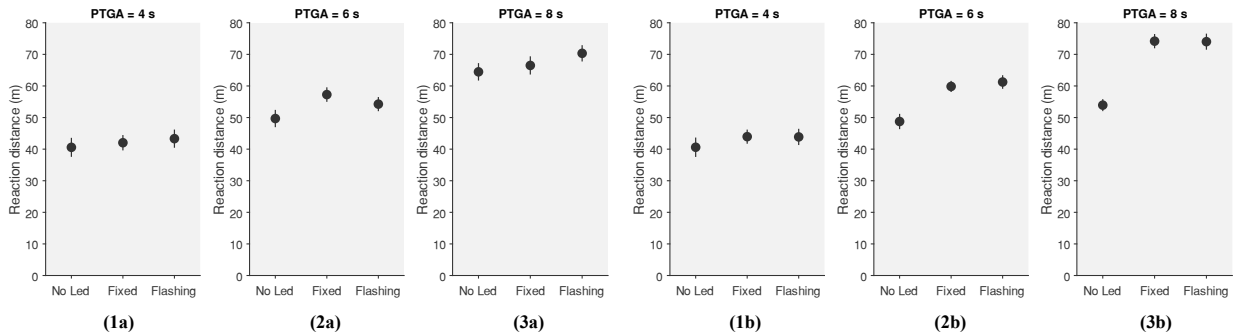 PTGA = 4 s
Reaction distance (m)
80
70
60
50
40
30
20
10
0
No Led Fixed Flashing
(1a)
PTGA = 6 s
Reaction distance (m)
80
70
60
50
40
30
20
10
0
No Led Fixed Flashing
(2a)
PTGA = 8 s
Reaction distance (m)
80
70
60
50
40
30
20
10
0
No Led Fixed Flashing
(3a)
PTGA = 4 s
Reaction distance (m)
80
70
60
50
40
30
20
10
0
No Led Fixed Flashing
(1b)
PTGA = 6 s
Reaction distance (m)
80
70
60
50
40
30
20
10
0
No Led Fixed Flashing
(2b)
PTGA = 8 s
Reaction distance (m)
80
70
60
50
40
30
20
10
0
No Led Fixed Flashing
(3b)